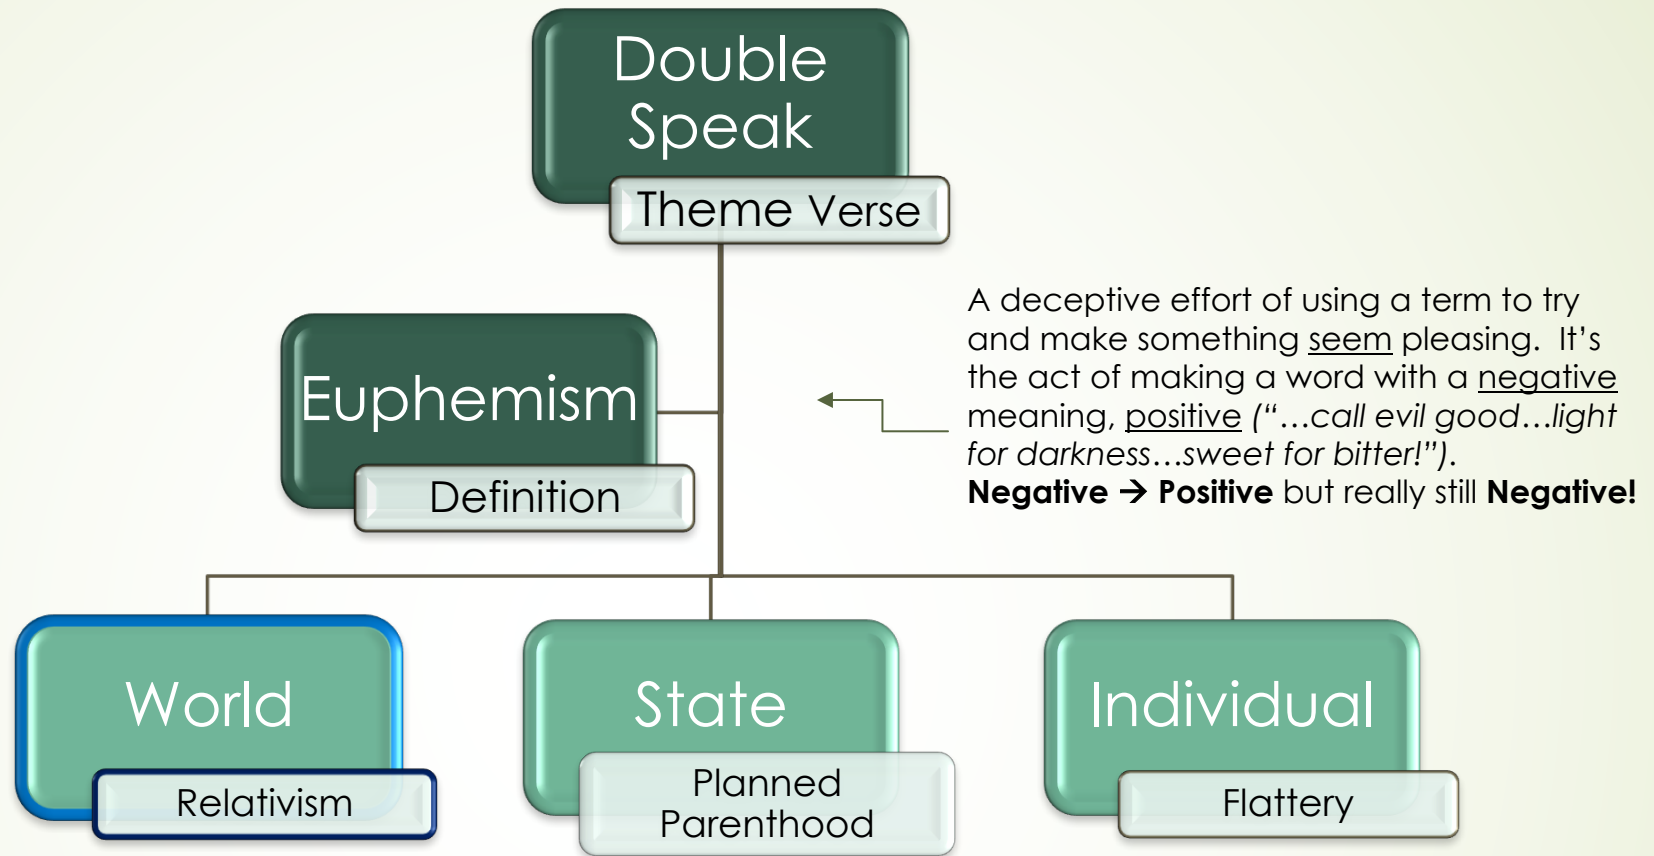 Double
Speak
Theme Verse
A deceptive effort of using a term to try
and make something seem pleasing.  It’s
the act of making a word with a negative
meaning, positive (“…call evil good…light
for darkness…sweet for bitter!”).
Negative → Positive but really still Negative!
Euphemism
Definition
World
Relativism
State
Planned
Parenthood
Individual
Flattery